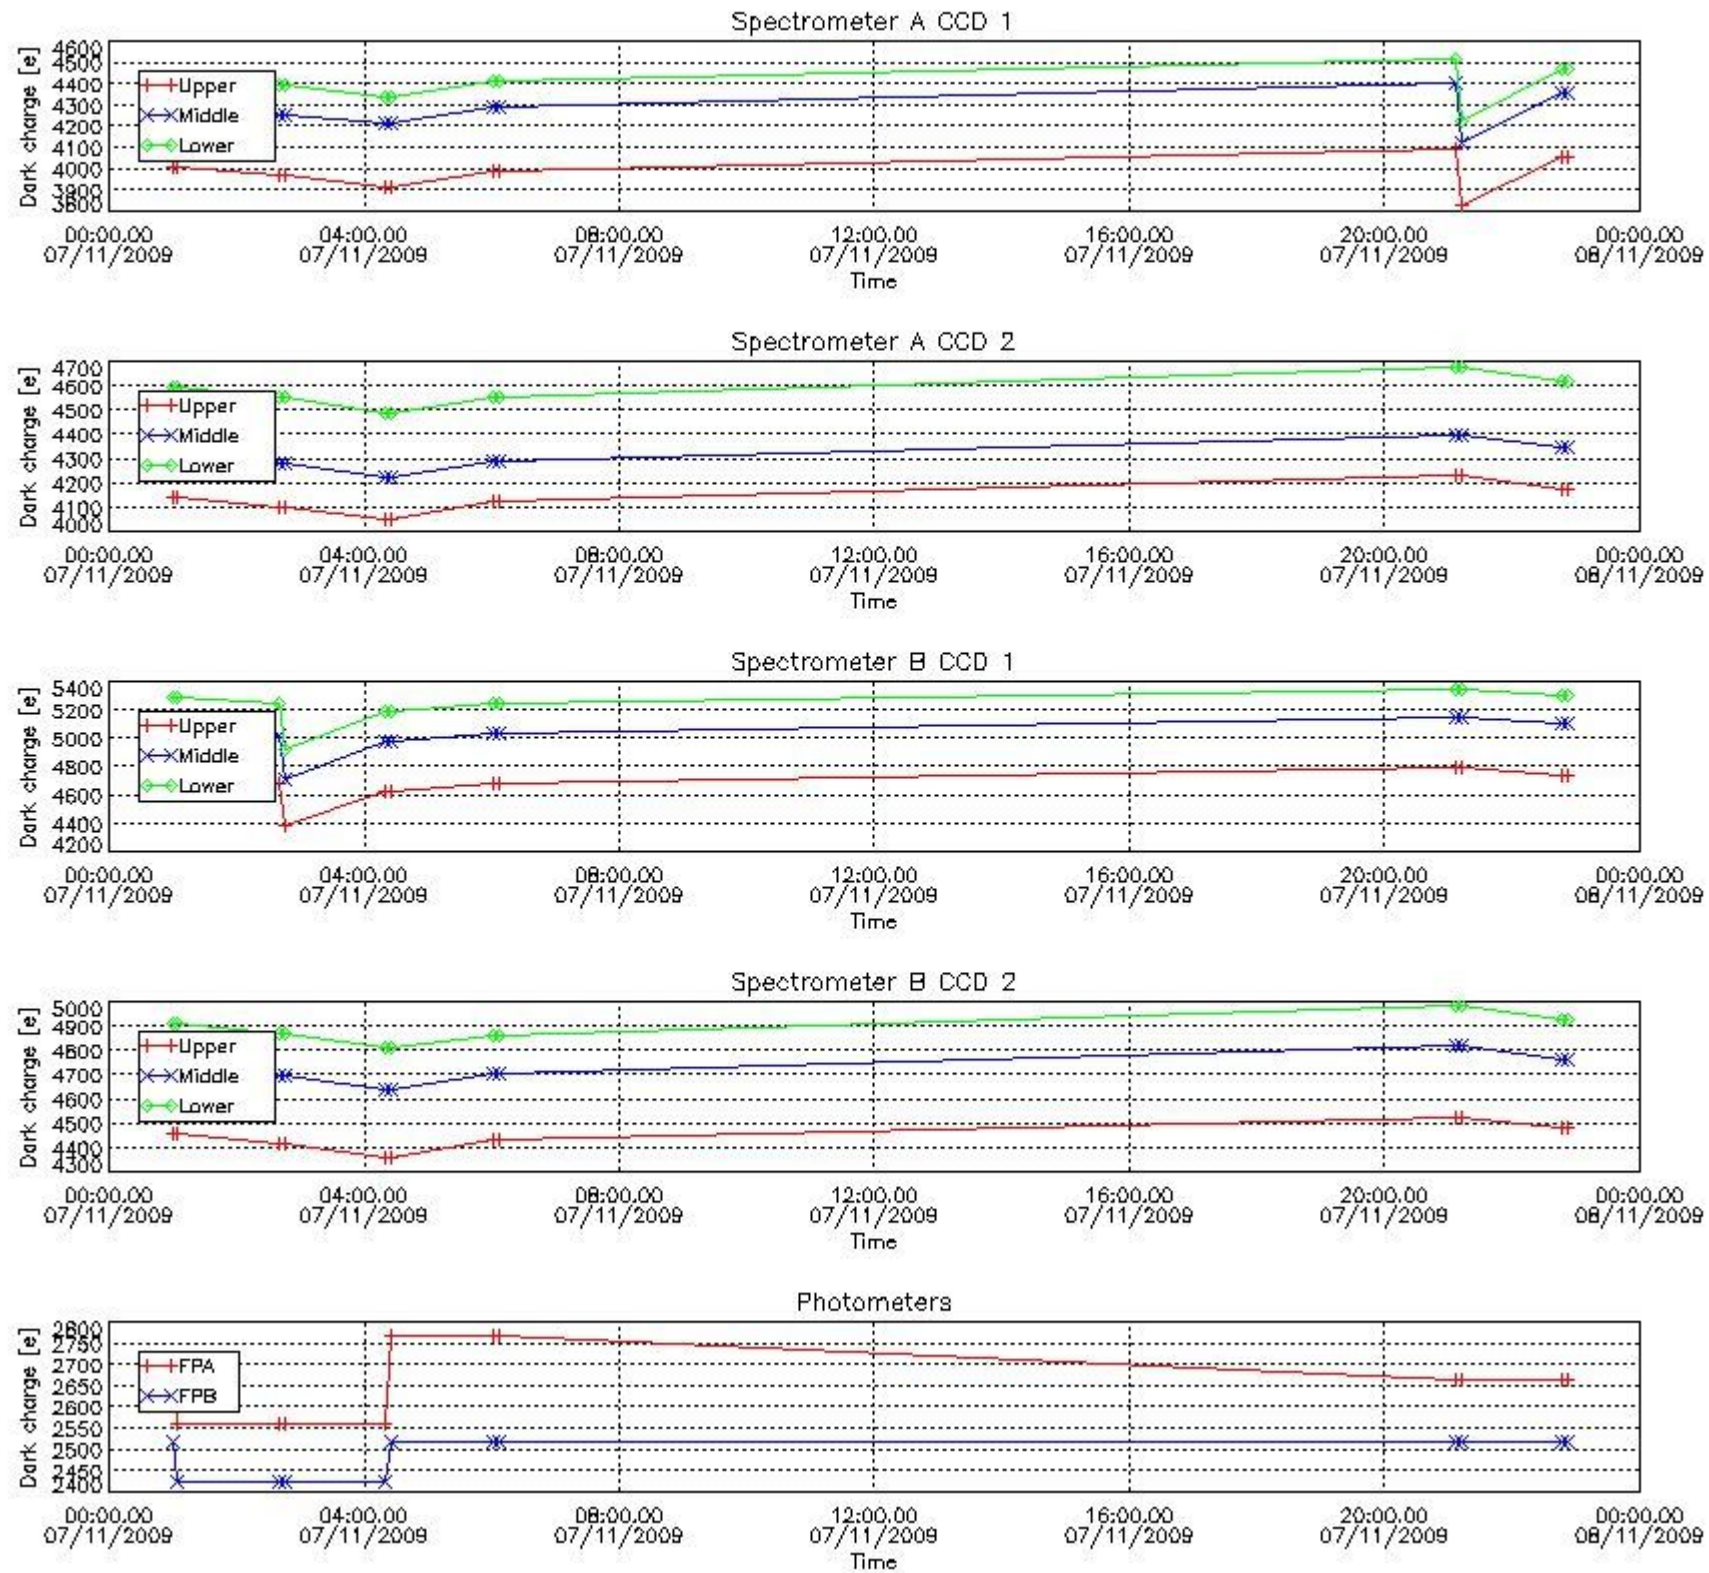 Spectrometer A CCD 1
Dark charge [e]
4600
4500
4400
4300
4200
4100
4000
3900
3800
Upper
Middle
Lower
00:00.00 04:00.00 08:00.00 12:00.00 16:00.00 20:00.00 00:00.00
07/11/2009 07/11/2009 07/11/2009 07/11/2009 07/11/2009 07/11/2009 08/11/2009
Time
Spectrometer A CCD 2
Dark charge [e]
4700
4600
4500
4400
4300
4200
4100
4000
Upper
Middle
Lower
00:00.00 04:00.00 08:00.00 12:00.00 16:00.00 20:00.00 00:00.00
07/11/2009 07/11/2009 07/11/2009 07/11/2009 07/11/2009 07/11/2009 08/11/2009
Time
Spectrometer B CCD 1
Dark charge [e]
5400
5200
5000
4800
4600
4400
4200
Upper
Middle
Lower
00:00.00 04:00.00 08:00.00 12:00.00 16:00.00 20:00.00 00:00.00
07/11/2009 07/11/2009 07/11/2009 07/11/2009 07/11/2009 07/11/2009 08/11/2009
Time
Spectrometer B CCD 2
Dark charge [e]
5000
4900
4800
4700
4600
4500
4400
4300
Upper
Middle
Lower
00:00.00 04:00.00 08:00.00 12:00.00 16:00.00 20:00.00 00:00.00
07/11/2009 07/11/2009 07/11/2009 07/11/2009 07/11/2009 07/11/2009 08/11/2009
Time
Photometers
Dark charge [e]
2800
2750
2700
2650
2600
2550
2500
2450
2400
FPA
FPB
00:00.00 04:00.00 08:00.00 12:00.00 16:00.00 20:00.00 00:00.00
07/11/2009 07/11/2009 07/11/2009 07/11/2009 07/11/2009 07/11/2009 08/11/2009
Time